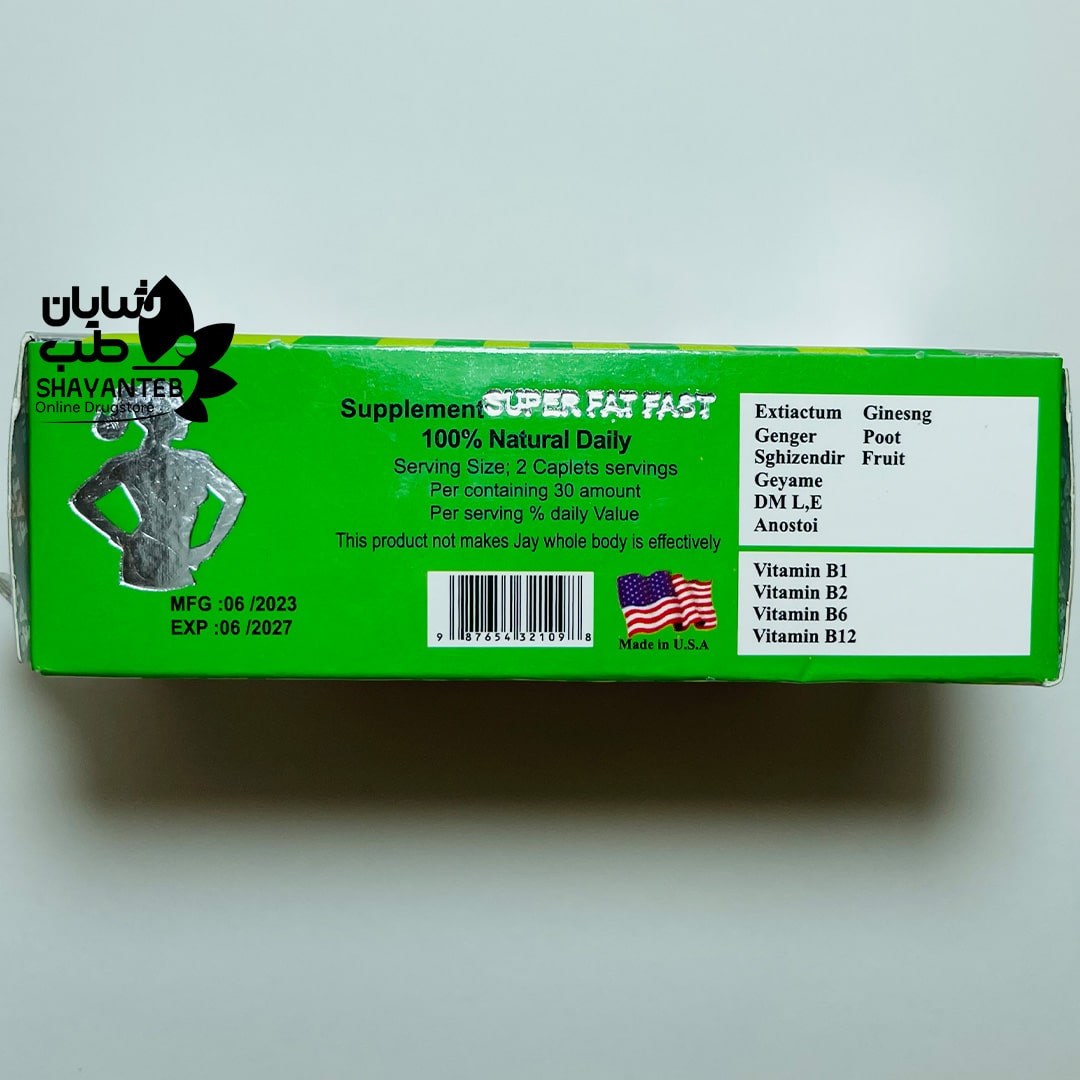 شایان
طب
SHAYANTEB
Online Drugstore
Supplement SUPER FAT FAST
100% Natural Daily
Serving Size; 2 Caplets servings
Per containing 30 amount
Per serving % daily Value
This product not makes Jay whole body is effectively
MFG :06 /2023
EXP :06 /2027
9 87654 32109 8
Made in U.S.A
Extiactum Ginesng
Genger Poot
Sghizendir Fruit
Geyame
DM L,E
Anostoi
Vitamin B1
Vitamin B2
Vitamin B6
Vitamin B12